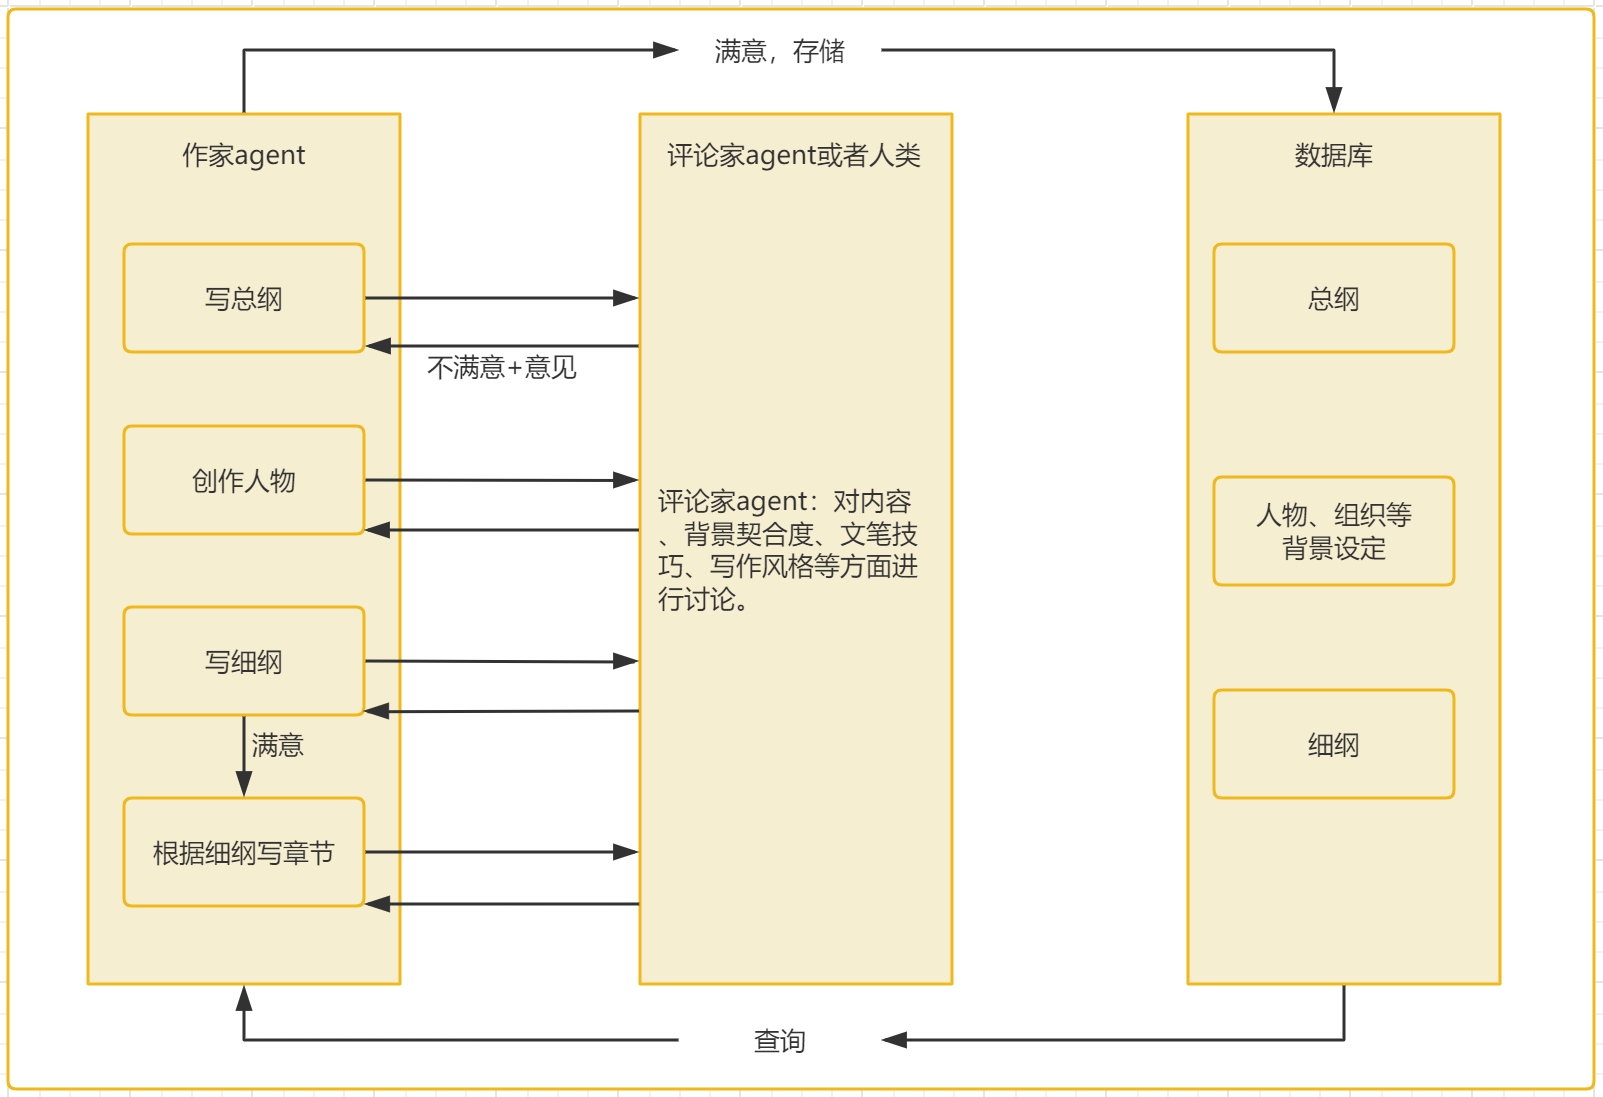 满意，存储
作家agent
评论家agent或者人类
数据库
写总纲
总纲
不满意+意见
创作人物
评论家agent：对内容
、背景契合度、文笔技
巧、写作风格等方面进
行讨论。
人物、组织等
背景设定
写细纲
满意
细纲
根据细纲写章节
查询